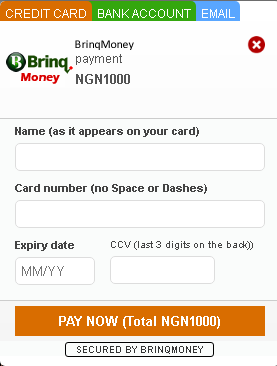 CREDIT CARD BANK ACCOUNT EMAIL
BrinqMoney
payment
NGN1000
Brinq
Money
Name (as it appears on your card)
Card number (no Space or Dashes)
Expiry date CCV (last 3 digits on the back))
MM/YY
PAY NOW (Total NGN1000)
SECURED BY BRINQMONEY